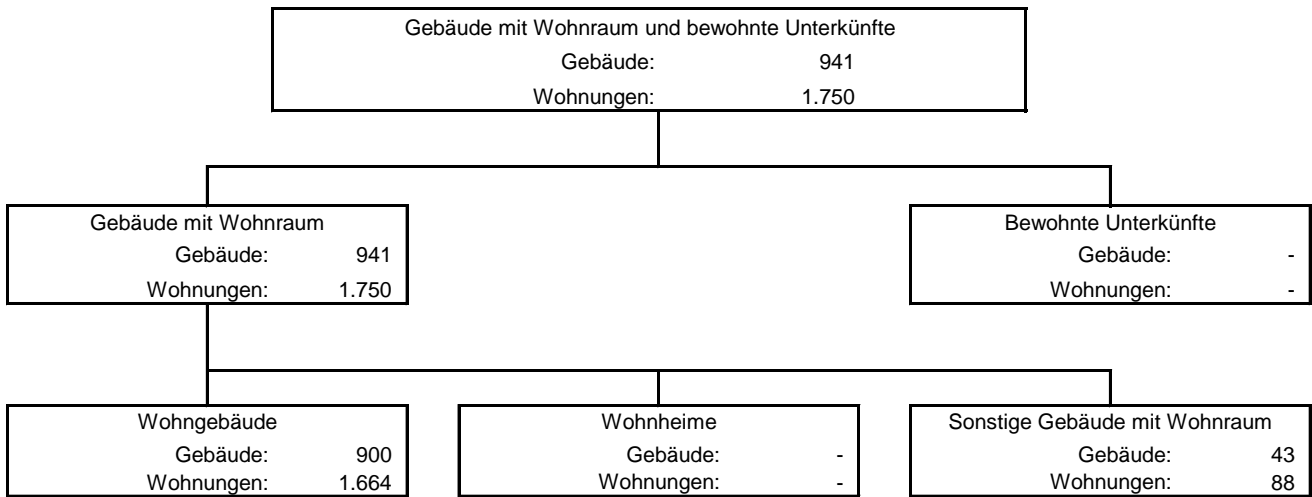 Gebäude mit Wohnraum und bewohnte Unterkünfte
Gebäude: 941
Wohnungen: 1.750
Gebäude mit Wohnraum
Gebäude: 941
Wohnungen: 1.750
Bewohnte Unterkünfte
Gebäude: -
Wohnungen: -
Wohngebäude
Gebäude: 900
Wohnungen: 1.664
Wohnheime
Gebäude: -
Wohnungen: -
Sonstige Gebäude mit Wohnraum
Gebäude: 43
Wohnungen: 88